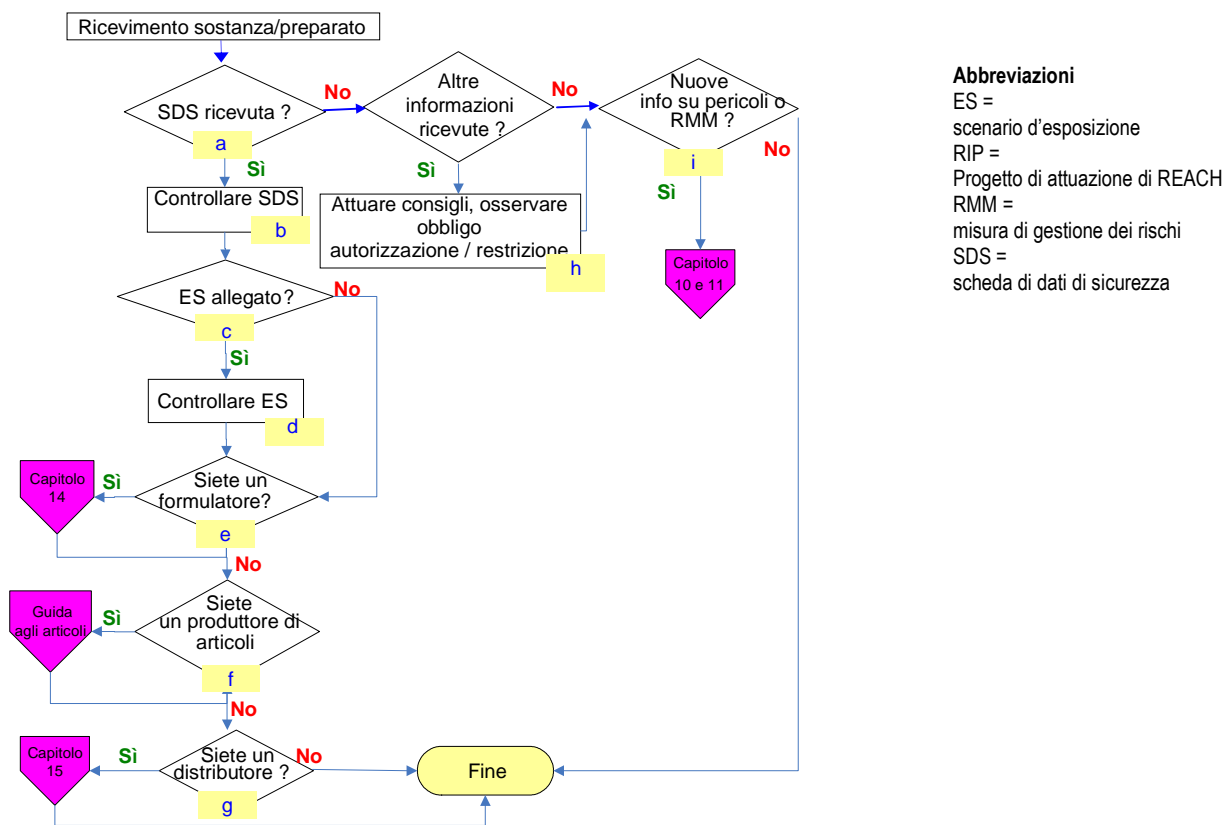 Ricevimento sostanza/preparato
SDS ricevuta ?
a
No
Sì
Altre
informazioni
ricevute ?
No
Sì
Nuove
info su pericoli o
RMM ?
i
No
Sì
Controllare SDS
b
Attuare consigli, osservare
obbligo
autorizzazione / restrizione
h
Capitolo
10 e 11
ES allegato?
c
No
Sì
Controllare ES
d
Siete un
formulatore?
e
Sì
Capitolo
14
No
Siete
un produttore di
articoli
f
Sì
Guida
agli articoli
No
Siete un
distributore ?
g
Sì
Capitolo
15
No
Fine
Abbreviazioni
ES =
scenario d'esposizione
RIP =
Progetto di attuazione di REACH
RMM =
misura di gestione dei rischi
SDS =
scheda di dati di sicurezza